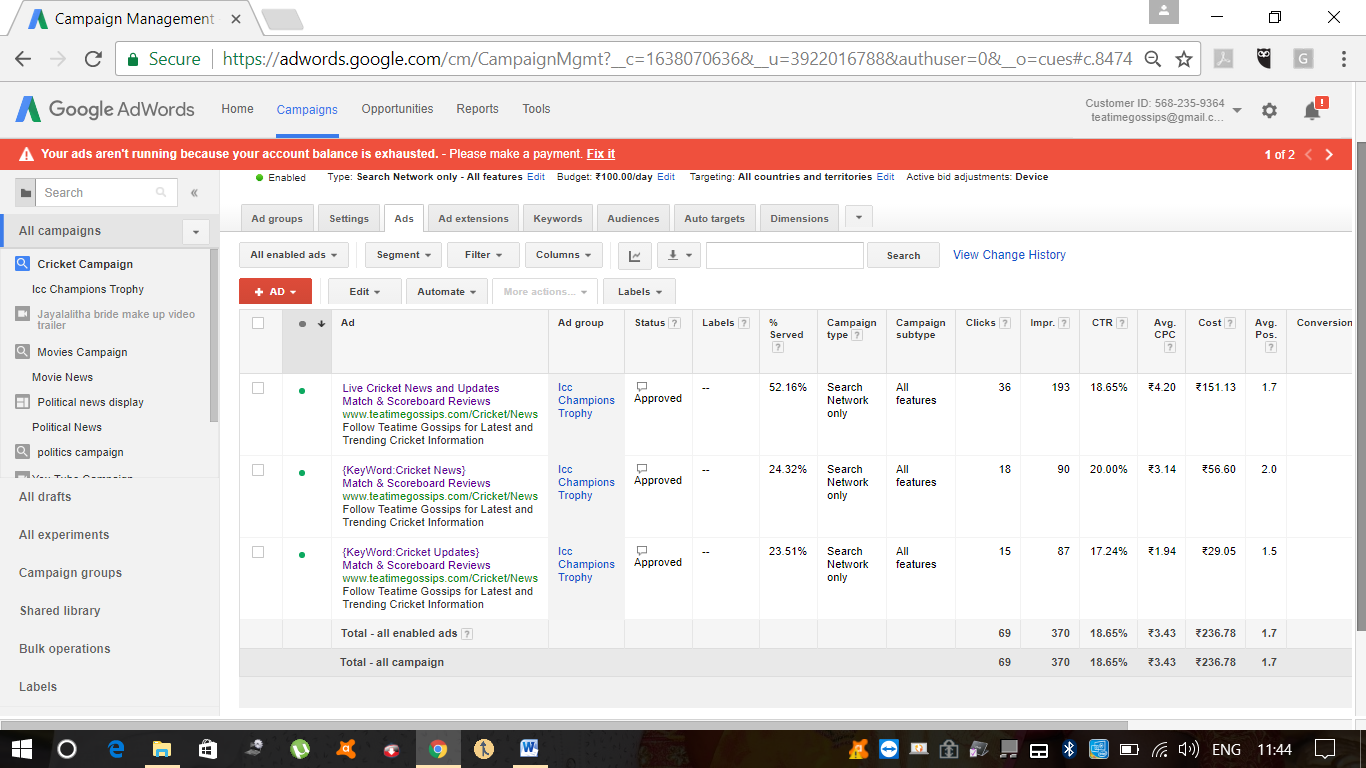 Campaign Management
Secure https://adwords.google.com/cm/CampaignMgmt?__c=1638070636&__u=3922016788&authuser=0&__o=cues#c.8474
Google AdWords Home Campaigns Opportunities Reports Tools
Customer ID: 568-235-9364
teatimegossips@gmail.c...
Your ads aren't running because your account balance is exhausted. - Please make a payment. Fix it 1 of 2
Search «
Enabled Type: Search Network only - All features Edit Budget: ₹100.00/day Edit Targeting: All countries and territories Edit Active bid adjustments: Device
Ad groups Settings Ads Ad extensions Keywords Audiences Auto targets Dimensions
All campaigns
All enabled ads Segment Filter Columns Search View Change History
Cricket Campaign
Icc Champions Trophy
Jayalalitha bride make up video
trailer
Movies Campaign
Movie News
Political news display
Political News
politics campaign
You Tube Campaign
All drafts
All experiments
Campaign groups
Shared library
Bulk operations
Labels
+ AD Edit Automate More actions... Labels
Ad Ad group Status ? Labels ? % Served ? Campaign type ? Campaign subtype Clicks ? Impr. ? CTR ? Avg. CPC ? Cost ? Avg. Pos. ? Conversion
Live Cricket News and Updates Icc Approved -- 52.16% Search All 36 193 18.65% ₹4.20 ₹151.13 1.7
Match & Scoreboard Reviews Champions Network features
www.teatimegossips.com/Cricket/News Trophy only
Follow Teatime Gossips for Latest and
Trending Cricket Information
{KeyWord:Cricket News} Icc Approved -- 24.32% Search All 18 90 20.00% ₹3.14 ₹56.60 2.0
Match & Scoreboard Reviews Champions Network features
www.teatimegossips.com/Cricket/News Trophy only
Follow Teatime Gossips for Latest and
Trending Cricket Information
{KeyWord:Cricket Updates} Icc Approved -- 23.51% Search All 15 87 17.24% ₹1.94 ₹29.05 1.5
Match & Scoreboard Reviews Champions Network features
www.teatimegossips.com/Cricket/News Trophy only
Follow Teatime Gossips for Latest and
Trending Cricket Information
Total - all enabled ads ? 69 370 18.65% ₹3.43 ₹236.78 1.7
Total - all campaign 69 370 18.65% ₹3.43 ₹236.78 1.7
ENG 11:44